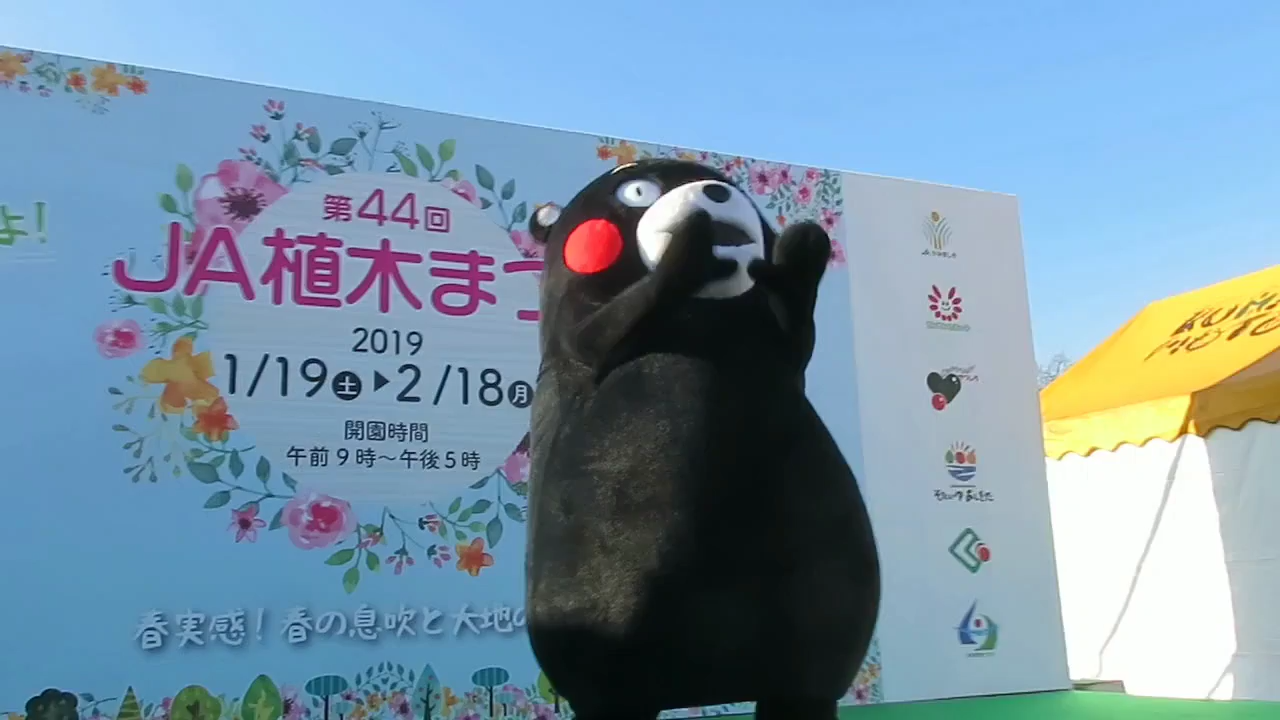 よ!
第44回
JA植木まつ
2019
1/19土▶2/18月
開園時間
午前9時～午後5時
春実感! 春の息吹と大地の